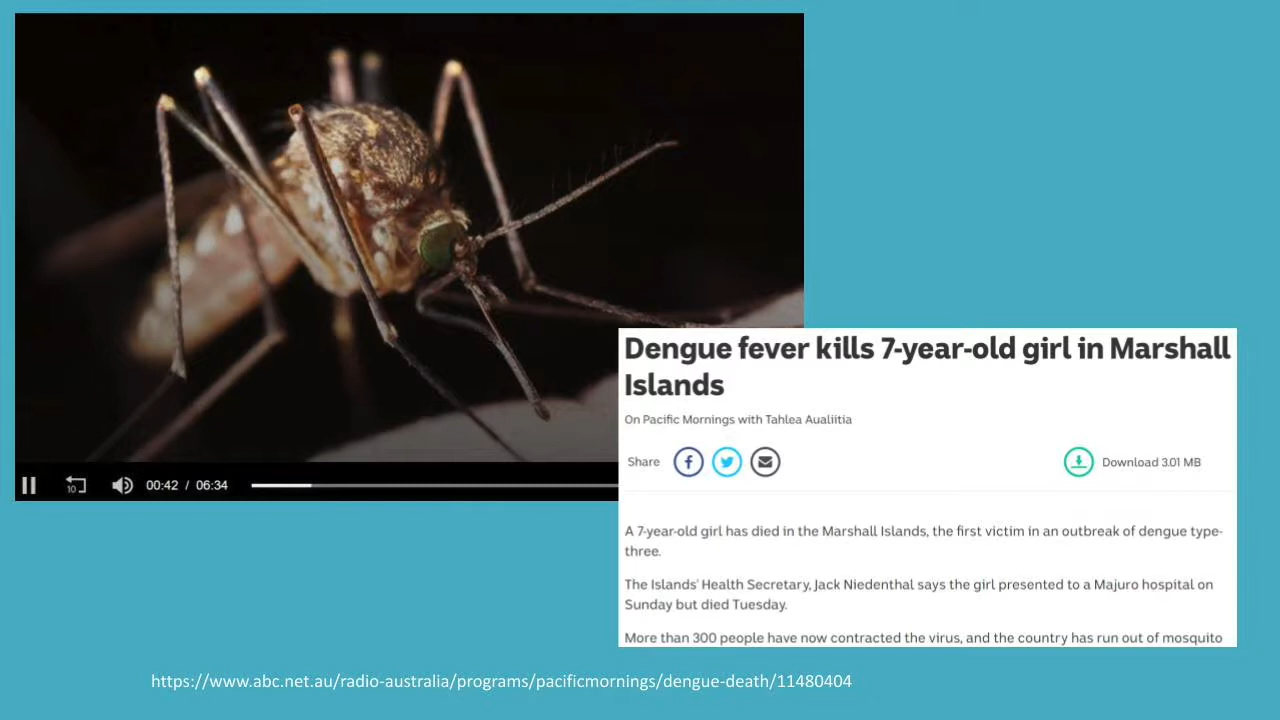 Dengue fever kills 7-year-old girl in Marshall
Islands
On Pacific Mornings with Tahlea Aualiitia
Share
Download 3.01 MB
10
00:42 / 06:34
A 7-year-old girl has died in the Marshall Islands, the first victim in an outbreak of dengue type-
three.
The Islands' Health Secretary, Jack Niedenthal says the girl presented to a Majuro hospital on
Sunday but died Tuesday.
More than 300 people have now contracted the virus, and the country has run out of mosquito
https://www.abc.net.au/radio-australia/programs/pacificmornings/dengue-death/11480404